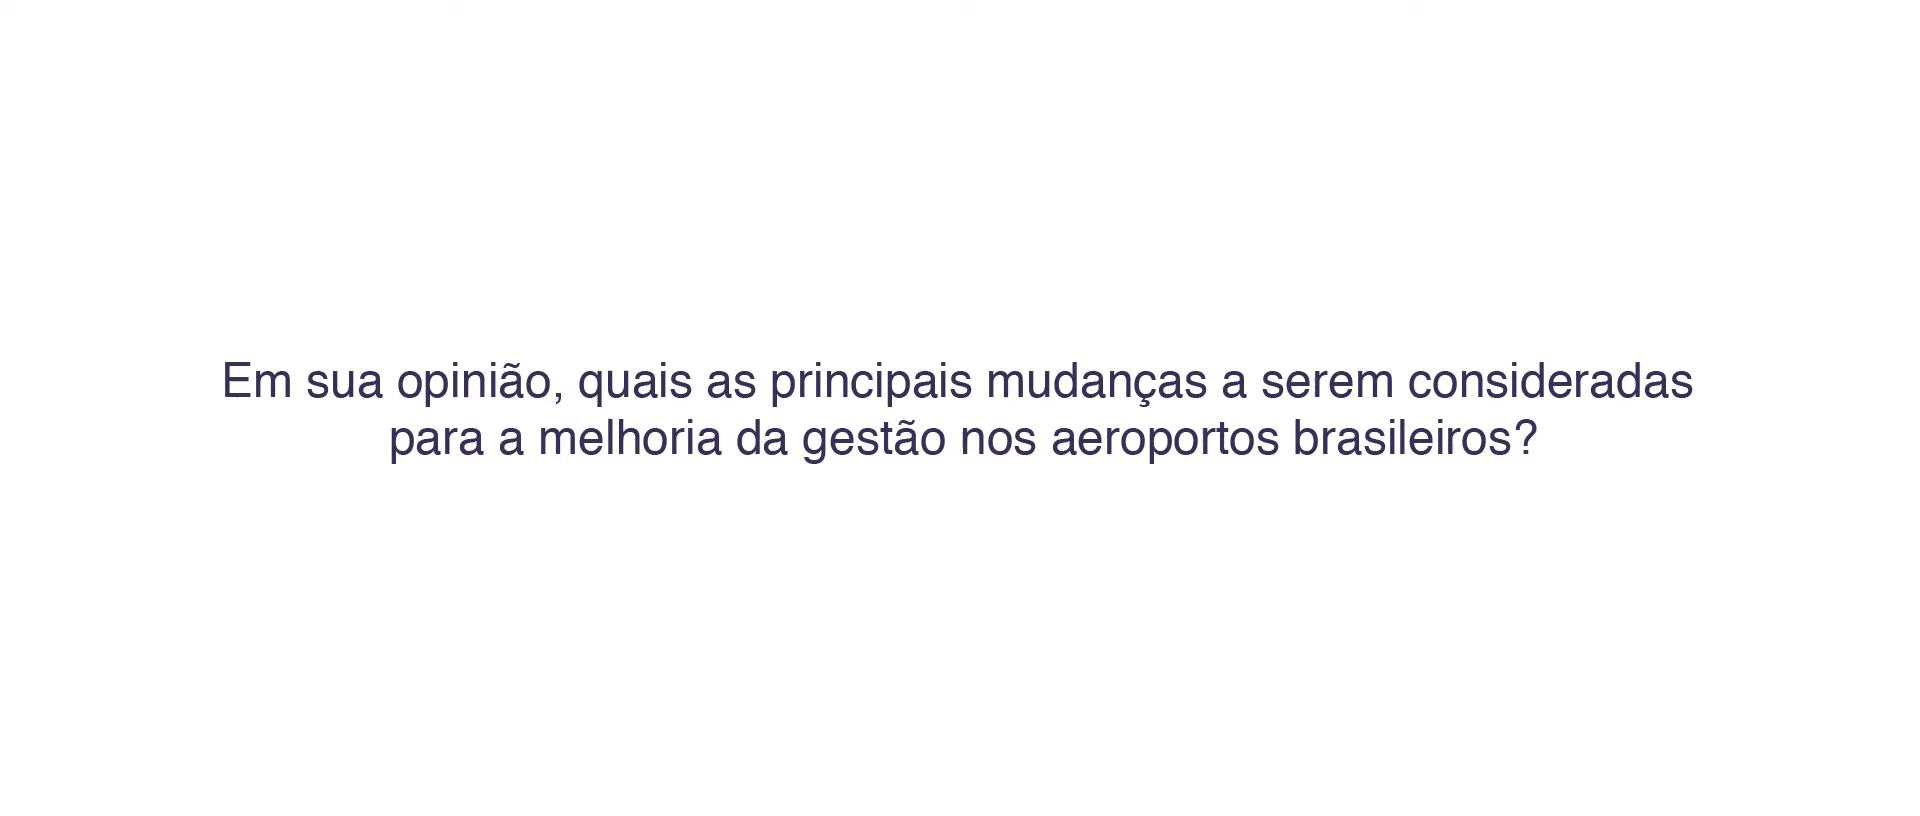 Em sua opinião, quais as principais mudanças a serem consideradas
para a melhoria da gestão nos aeroportos brasileiros?